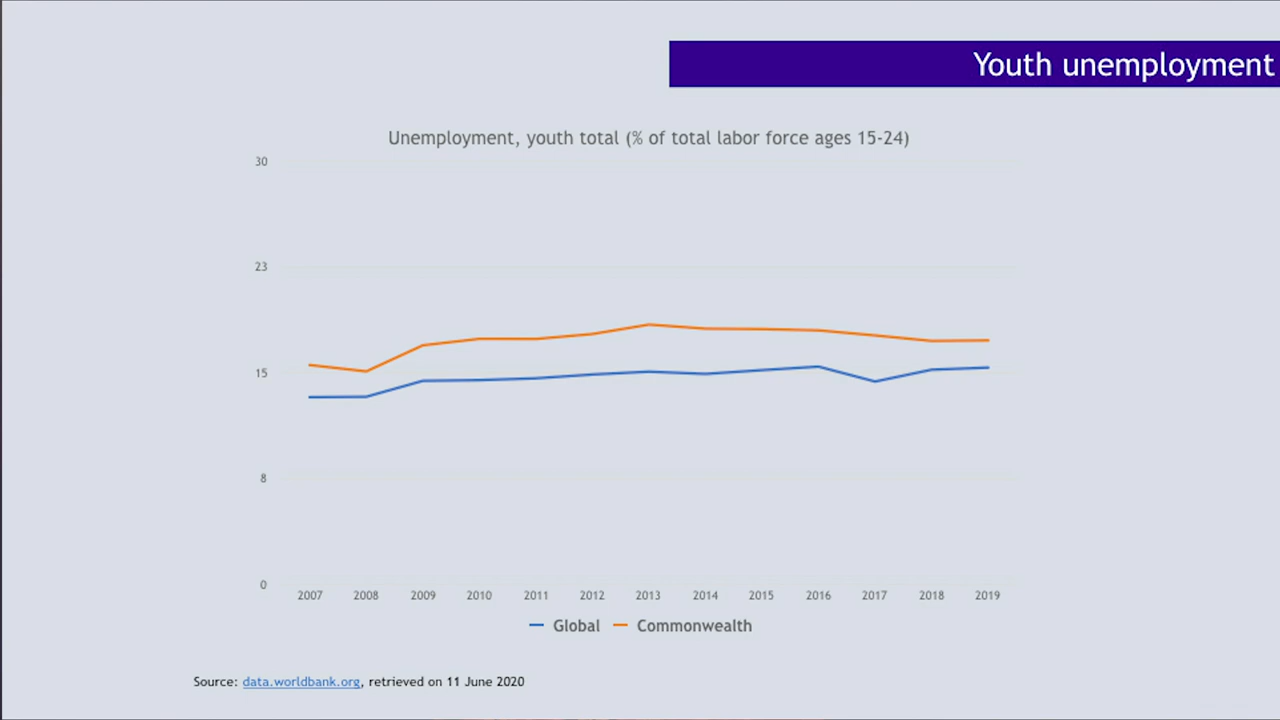 Youth unemployment
Unemployment, youth total (% of total labor force ages 15-24)
30
23
15
8
0
2007 2008 2009 2010 2011 2012 2013 2014 2015 2016 2017 2018 2019
Global Commonwealth
Source: data.worldbank.org, retrieved on 11 June 2020